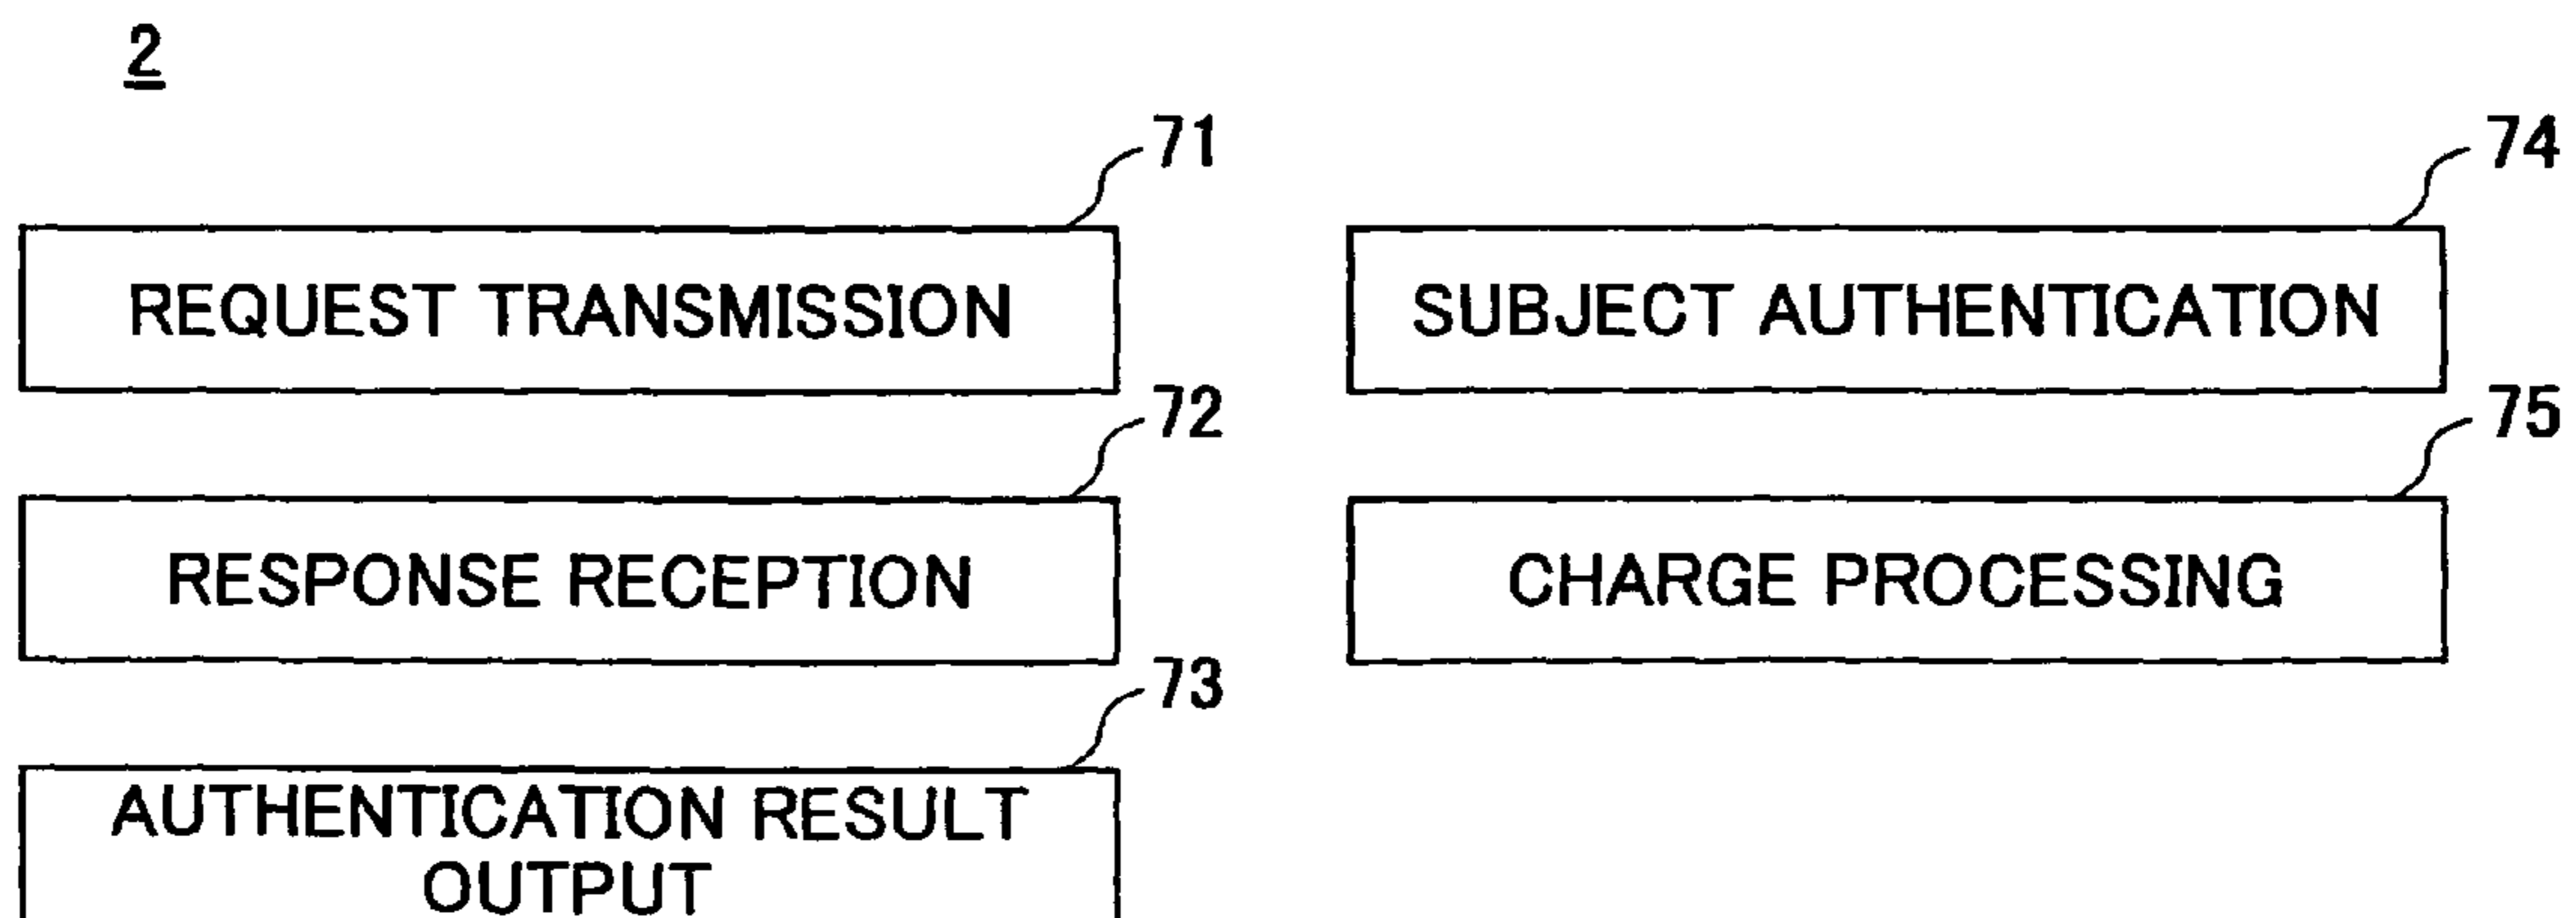 2
71
REQUEST TRANSMISSION
72
RESPONSE RECEPTION
73
AUTHENTICATION RESULT
OUTPUT
74
SUBJECT AUTHENTICATION
75
CHARGE PROCESSING